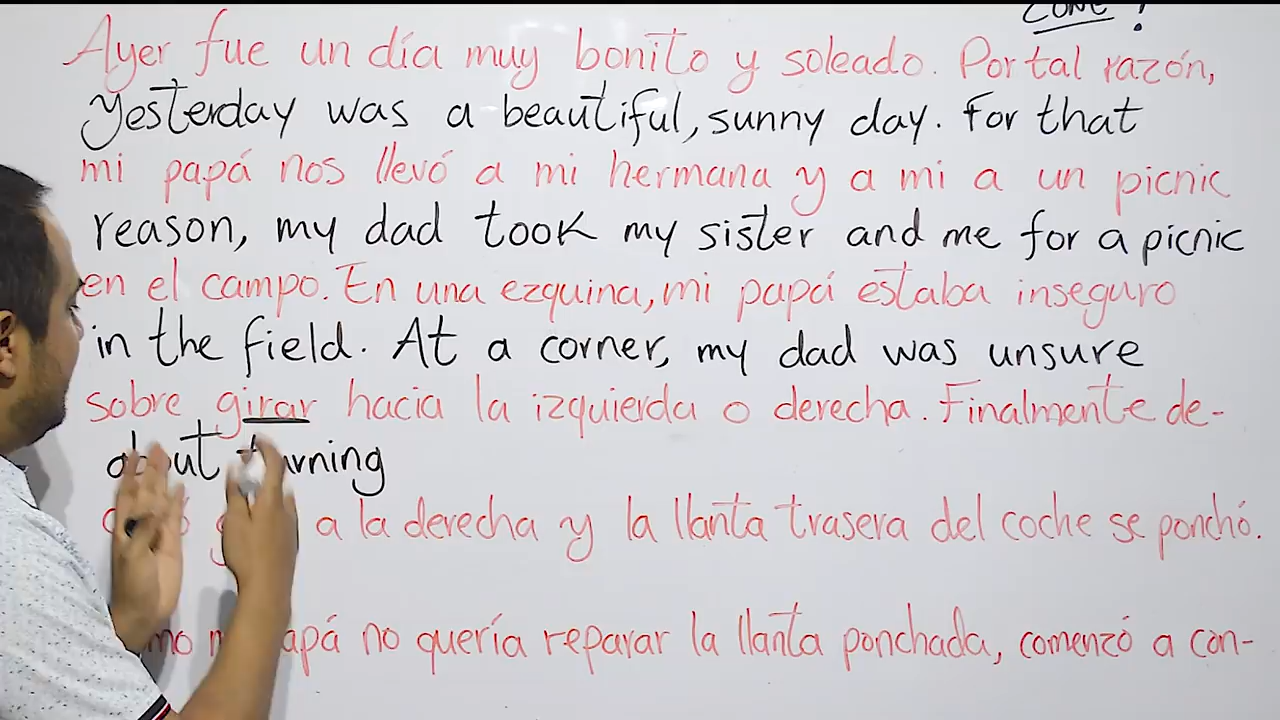 CONE!
Ayer fue un día muy bonito y soleado. Por tal razón,
Yesterday was a beautiful, sunny day. For that
mi papá nos llevó a mi hermana y a mi a un picnic
reason, my dad took my sister and me for a picnic
en el campo. En una ezquina, mi papá estaba inseguro
in the field. At a corner, my dad was unsure
sobre girar hacia la izquierda o derecha. Finalmente de-
about turning
a la derecha y la llanta trasera del coche se ponchó.
no quería reparar la llanta ponchada, comenzó a con-